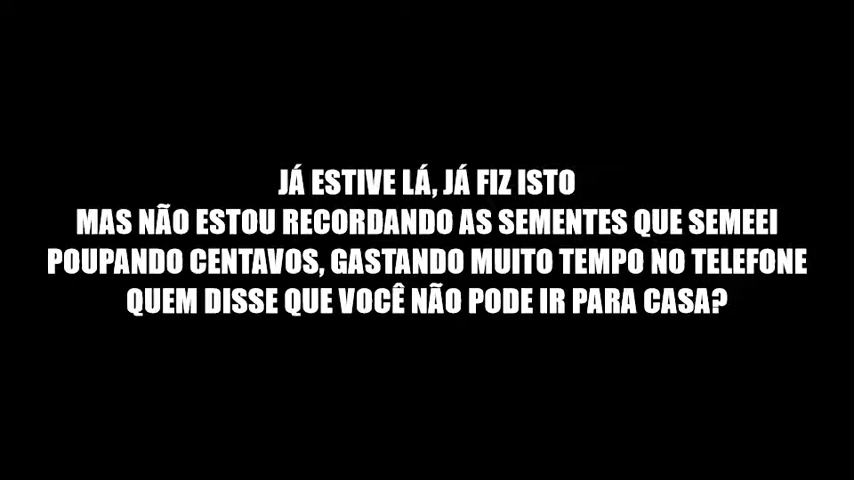 JÁ ESTIVE LÁ, JÁ FIZ ISTO
MAS NÃO ESTOU RECORDANDO AS SEMENTES QUE SEMEEI
POUPANDO CENTAVOS, GASTANDO MUITO TEMPO NO TELEFONE
QUEM DISSE QUE VOCÊ NÃO PODE IR PARA CASA?